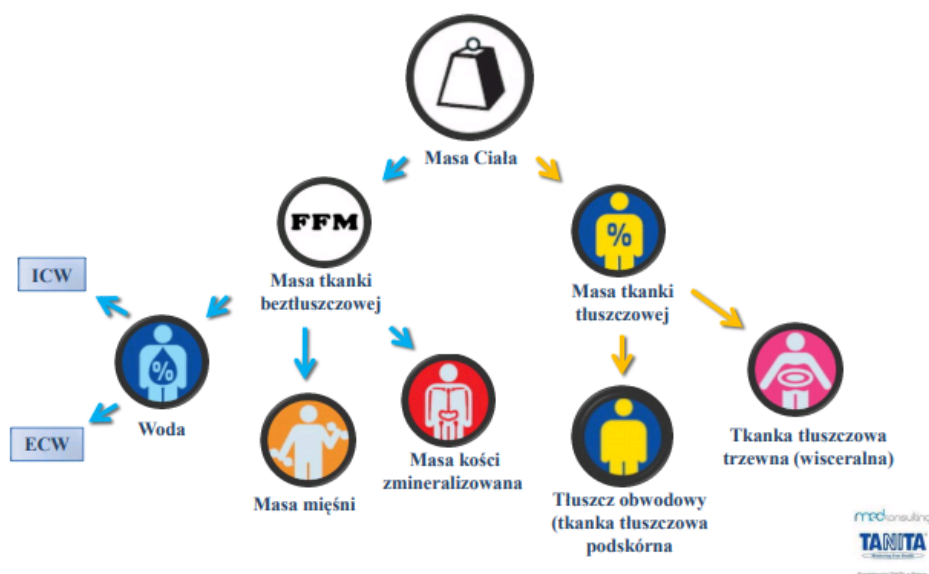 Masa Ciała
FFM
%
Masa tkanki
beztłuszczowej
Masa tkanki
tłuszczowej
ICW
%
Woda
ECW
Masa mięśni
Masa kości
zmineralizowana
Tłuszcz obwodowy
(tkanka tłuszczowa
podskórna
Tkanka tłuszczowa
trzewna (wisceralna)
medconsulting
TANITA